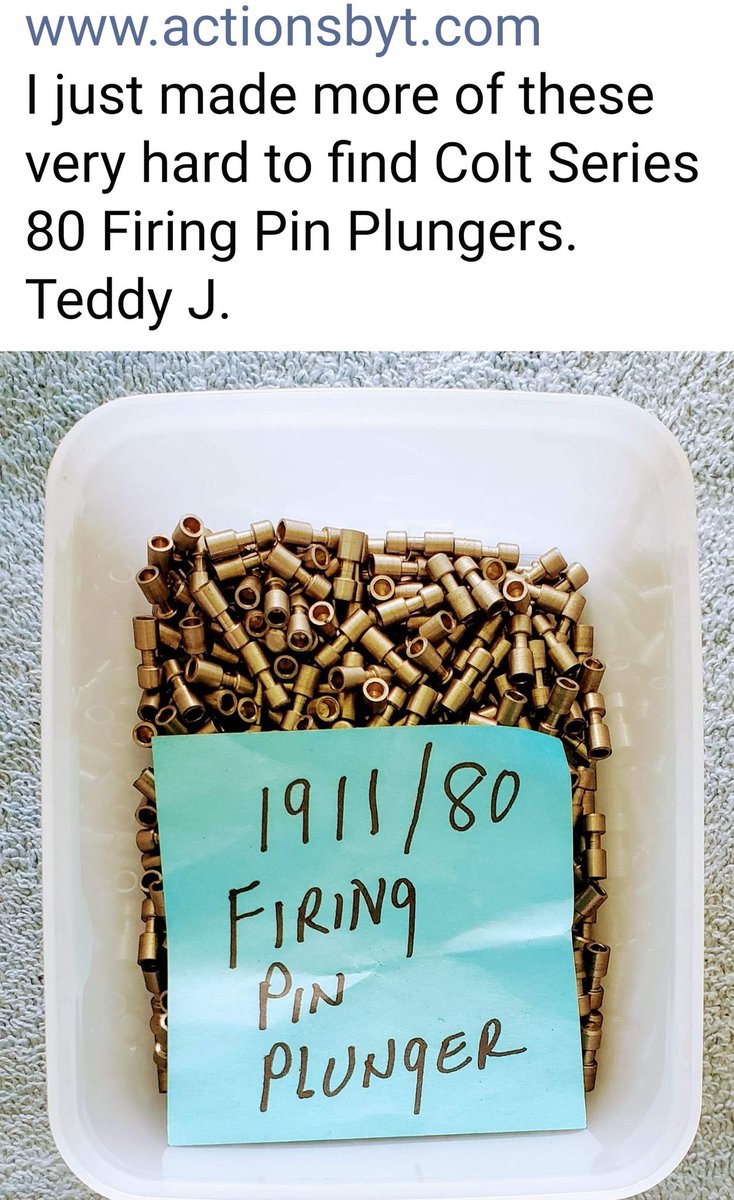 www.actionsbyt.com
I just made more of these
very hard to find Colt Series
80 Firing Pin Plungers.
Teddy J.
1911/80
FIRING
PIN
PLUNGER